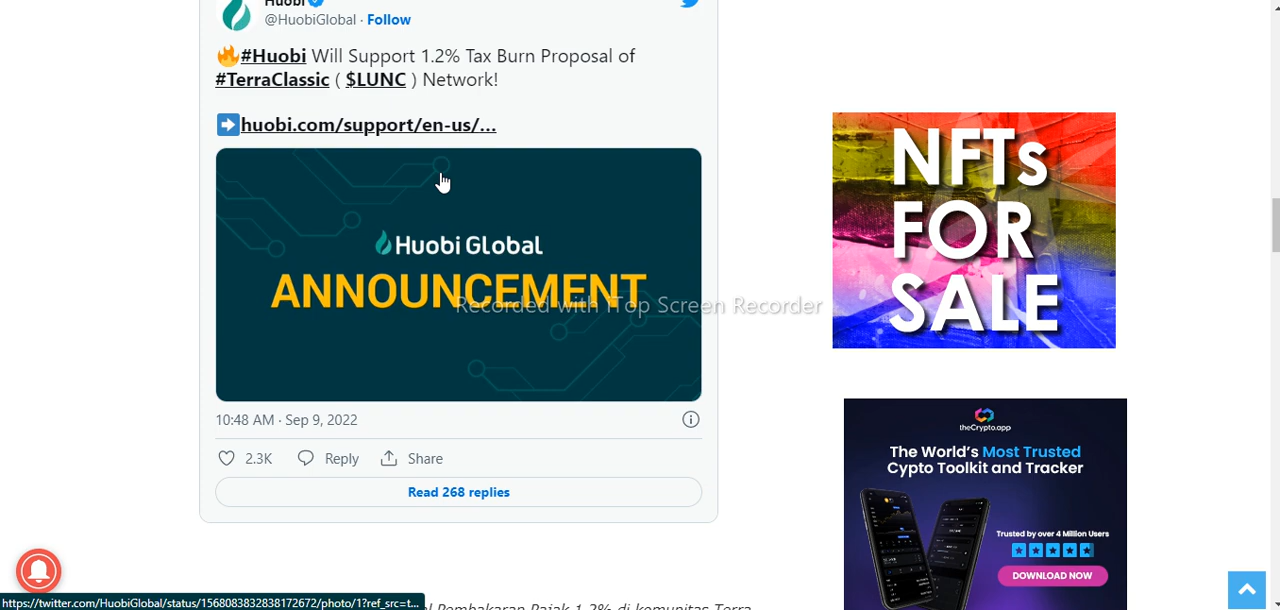 Huobi
@HuobiGlobal · Follow
🔥#Huobi Will Support 1.2% Tax Burn Proposal of
#TerraClassic ( $LUNC ) Network!
➡️huobi.com/support/en-us/...
Huobi Global
ANNOUNCEMENT
Recorded with iTop Screen Recorder
10:48 AM · Sep 9, 2022
2.3K Reply Share
Read 268 replies
NFTs
FOR
SALE
theCrypto.app
The World's Most Trusted
Cypto Toolkit and Tracker
Trusted by over 4 Million Users
DOWNLOAD NOW
https://twitter.com/HuobiGlobal/status/1568083832838172672/photo/1?ref_src=t...
Pembakaran Pajak 1,2% di komunitas Terra